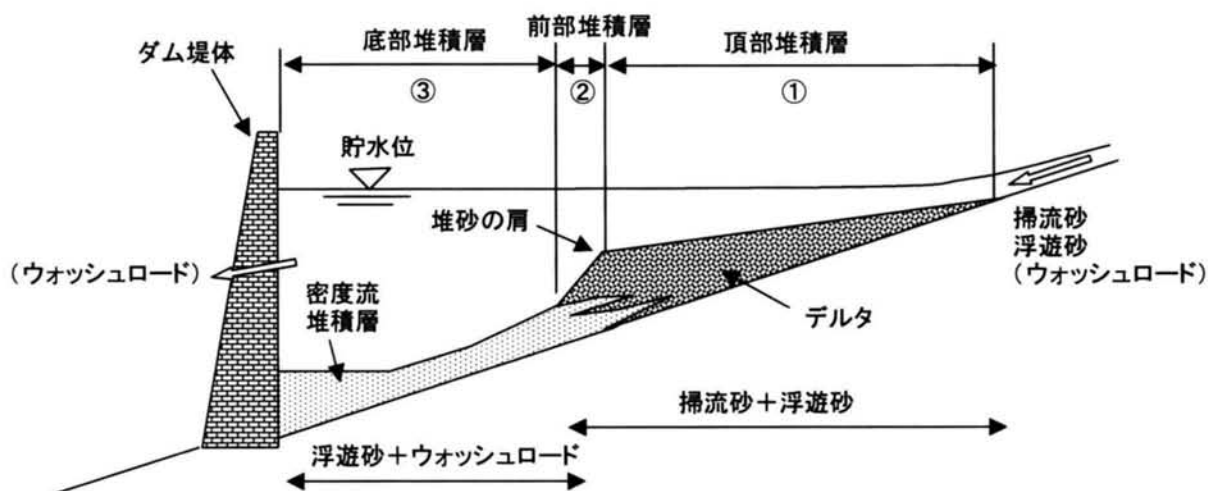 前部堆積層
底部堆積層
頂部堆積層
ダム堤体
③
②
①
貯水位
堆砂の肩
掃流砂
浮遊砂
(ウォッシュロード)
(ウォッシュロード)
密度流
堆積層
デルタ
掃流砂+浮遊砂
浮遊砂+ウォッシュロード